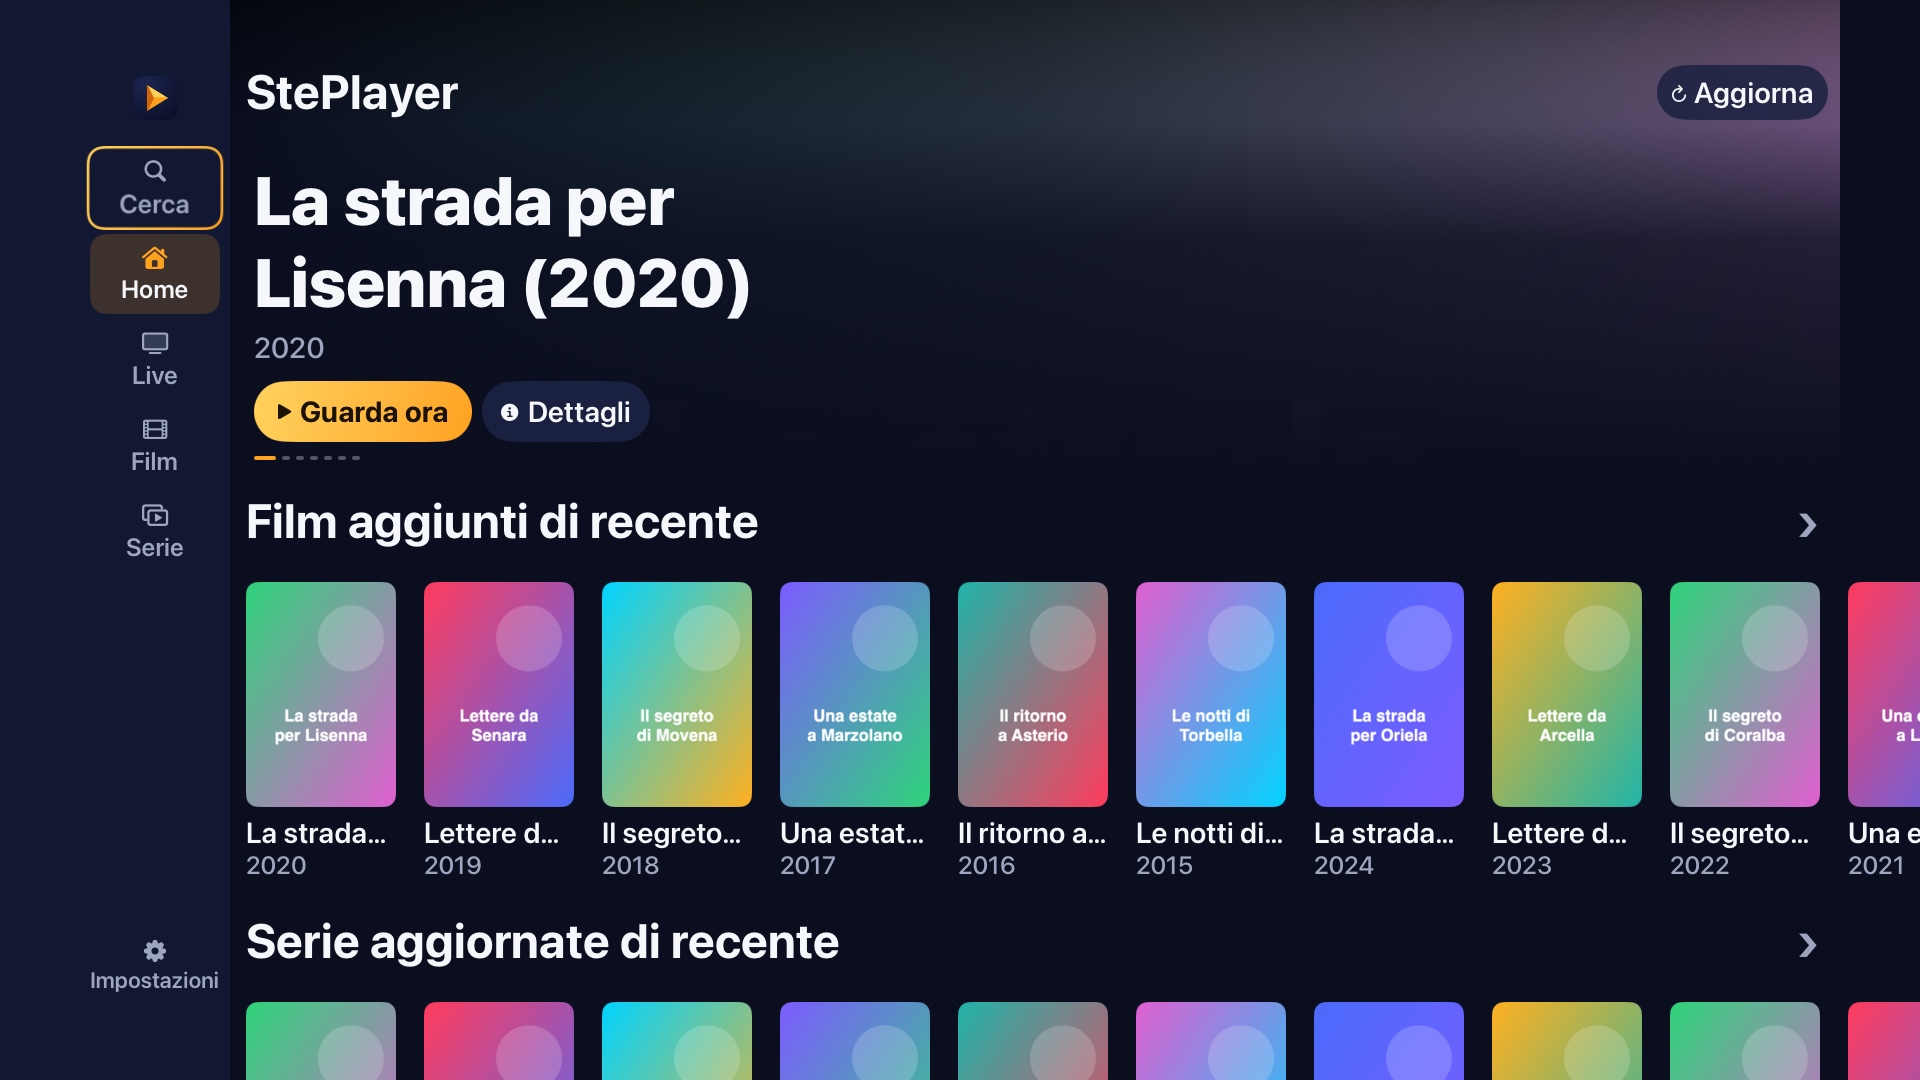 StePlayer
Aggiorna
Cerca
Home
Live
Film
Serie
Impostazioni
La strada per
Lisenna (2020)
2020
Guarda ora
Dettagli
Film aggiunti di recente
La strada
per Lisenna
Lettere da
Senara
Il segreto
di Movena
Una estate
a Marzolano
Il ritorno
a Asterio
Le notti di
Torbella
La strada
per Oriela
Lettere da
Arcella
Il segreto
di Coralba
Una
a L
La strada...
2020
Lettere d...
2019
Il segreto...
2018
Una estat...
2017
Il ritorno a...
2016
Le notti di...
2015
La strada...
2024
Lettere d...
2023
Il segreto...
2022
Una e
2021
Serie aggiornate di recente